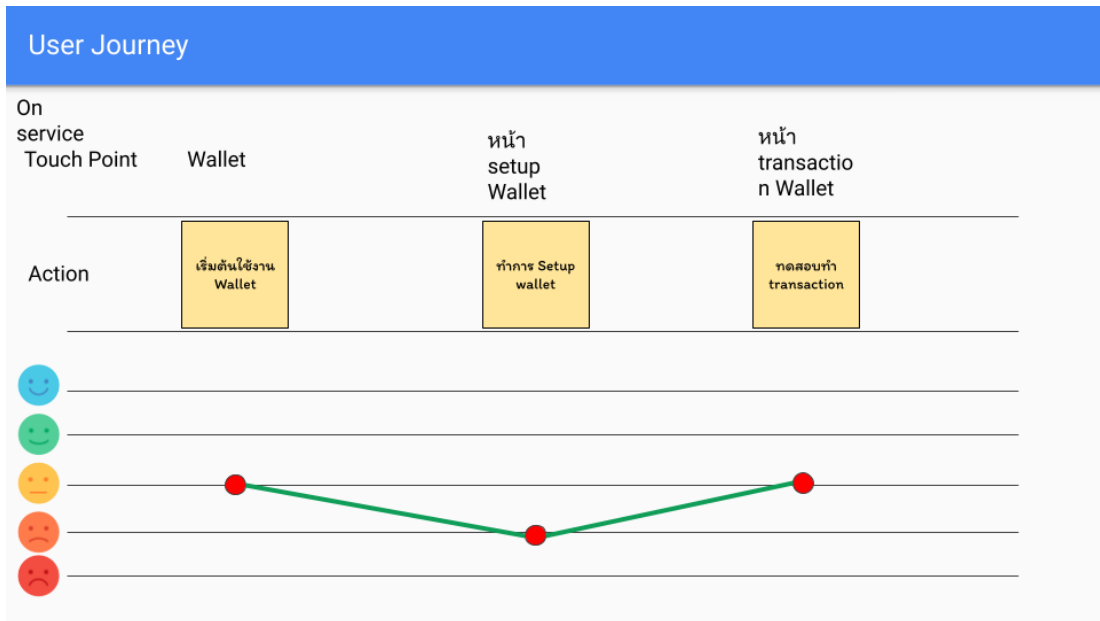 User Journey
On
service
Touch Point
Wallet
หน้า
setup
Wallet
หน้า
transactio
n Wallet
Action
เริ่มต้นใช้งาน
Wallet
ทำการ Setup
wallet
ทดสอบทำ
transaction